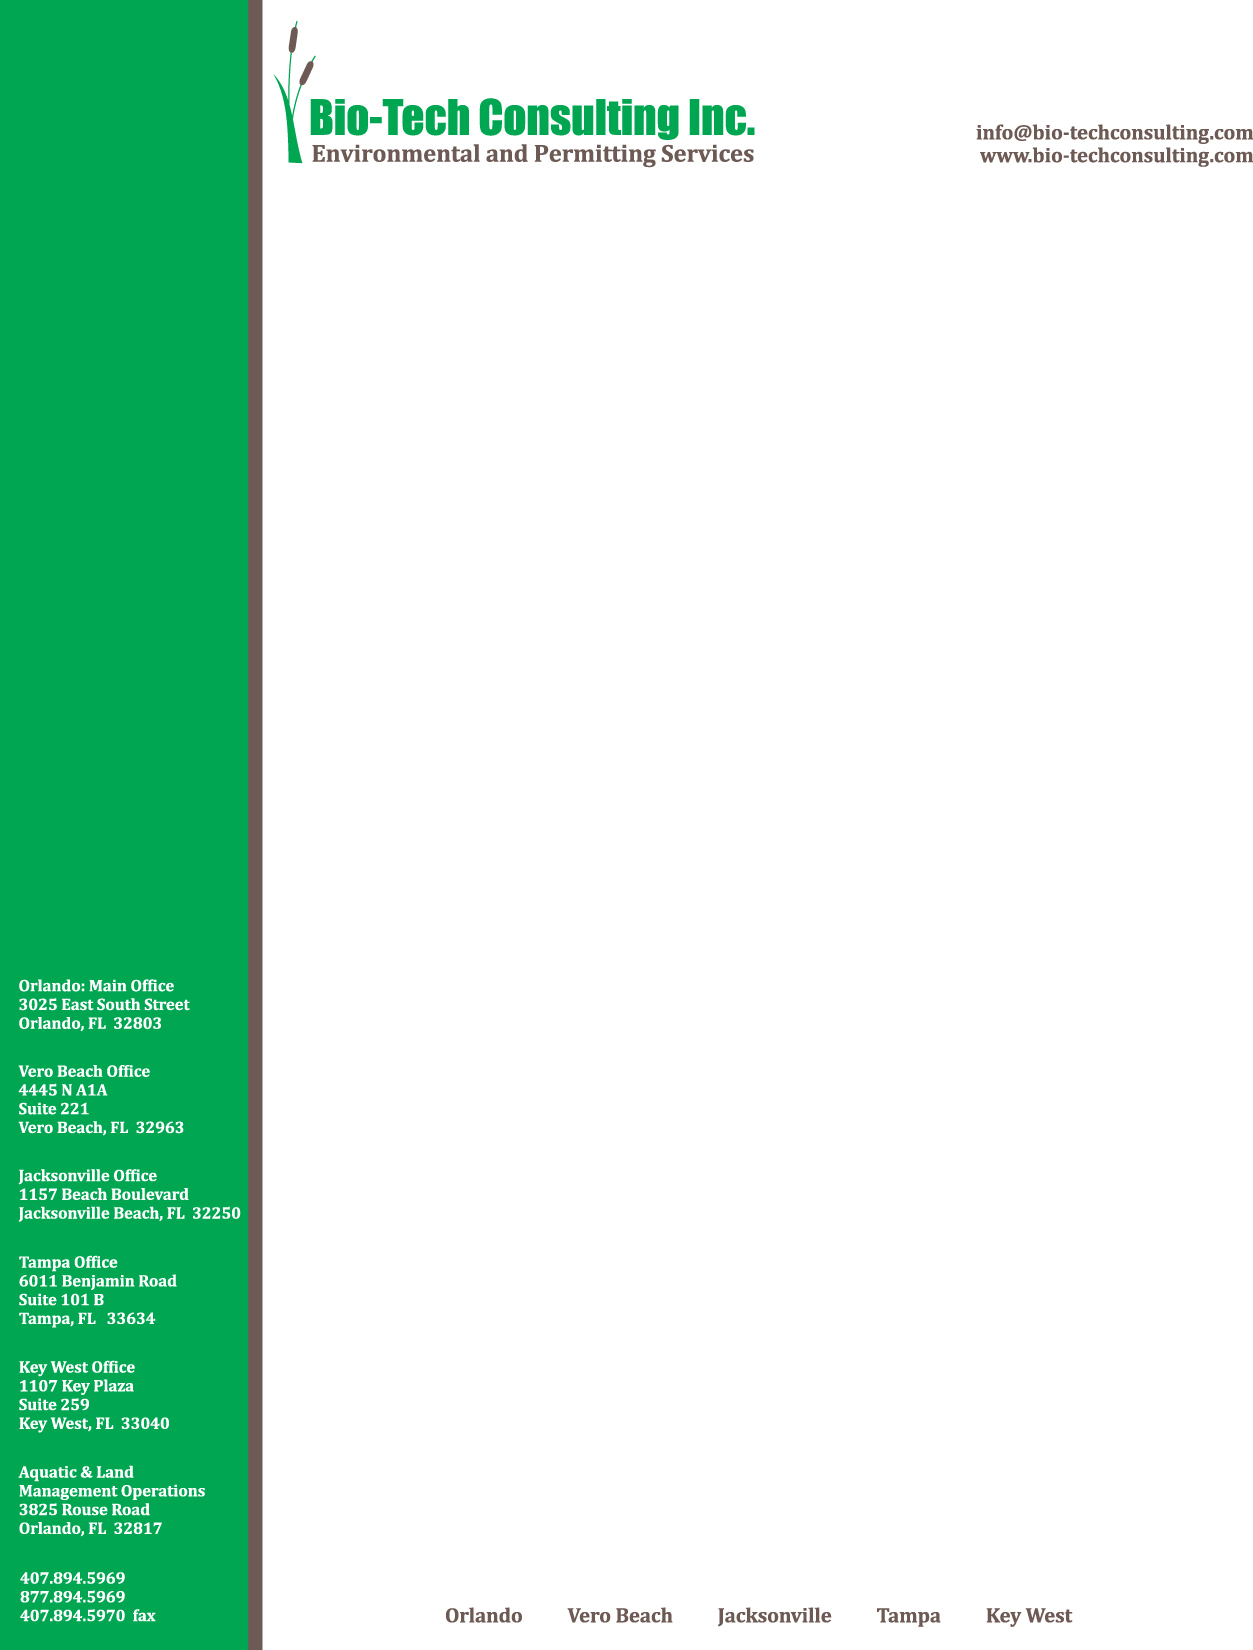 Bio-Tech Consulting Inc.
Environmental and Permitting Services
info@bio-techconsulting.com
www.bio-techconsulting.com
Orlando: Main Office
3025 East South Street
Orlando, FL  32803
Vero Beach Office
4445 N A1A
Suite 221
Vero Beach, FL  32963
Jacksonville Office
1157 Beach Boulevard
Jacksonville Beach, FL  32250
Tampa Office
6011 Benjamin Road
Suite 101 B
Tampa, FL   33634
Key West Office
1107 Key Plaza
Suite 259
Key West, FL  33040
Aquatic & Land
Management Operations
3825 Rouse Road
Orlando, FL  32817
407.894.5969
877.894.5969
407.894.5970  fax
Orlando Vero Beach Jacksonville Tampa Key West